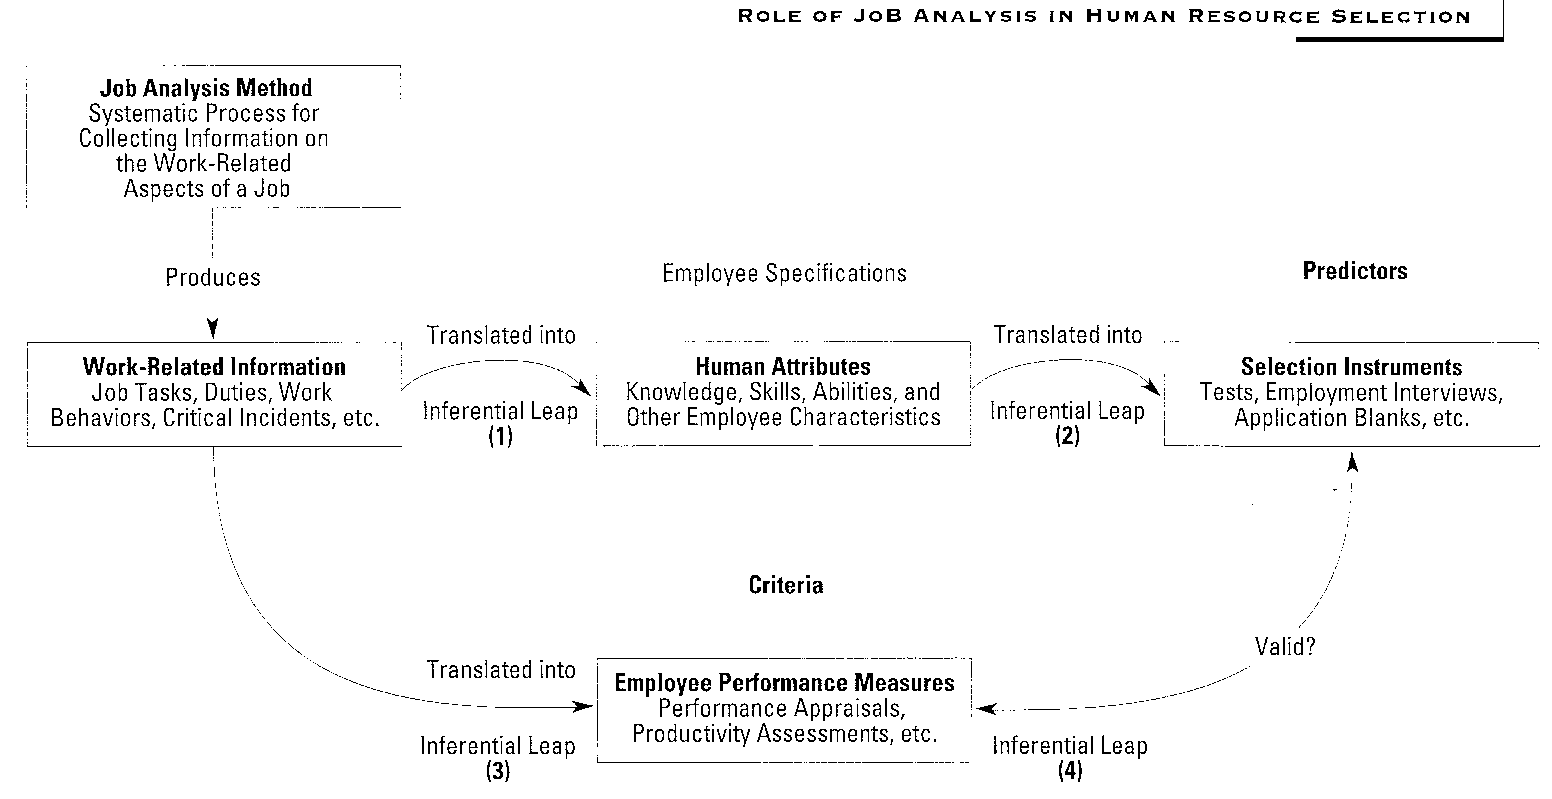 ROLE OF JOB ANALYSIS IN HUMAN RESOURCE SELECTION
Job Analysis Method
Systematic Process for
Collecting Information on
the Work-Related
Aspects of a Job
Produces
Employee Specifications
Predictors
Translated into
Translated into
Work-Related Information
Job Tasks, Duties, Work
Behaviors, Critical Incidents, etc.
Inferential Leap
(1)
Human Attributes
Knowledge, Skills, Abilities, and
Other Employee Characteristics
Inferential Leap
(2)
Selection Instruments
Tests, Employment Interviews,
Application Blanks, etc.
Criteria
Valid?
Translated into
Inferential Leap
(3)
Employee Performance Measures
Performance Appraisals,
Productivity Assessments, etc.
Inferential Leap
(4)